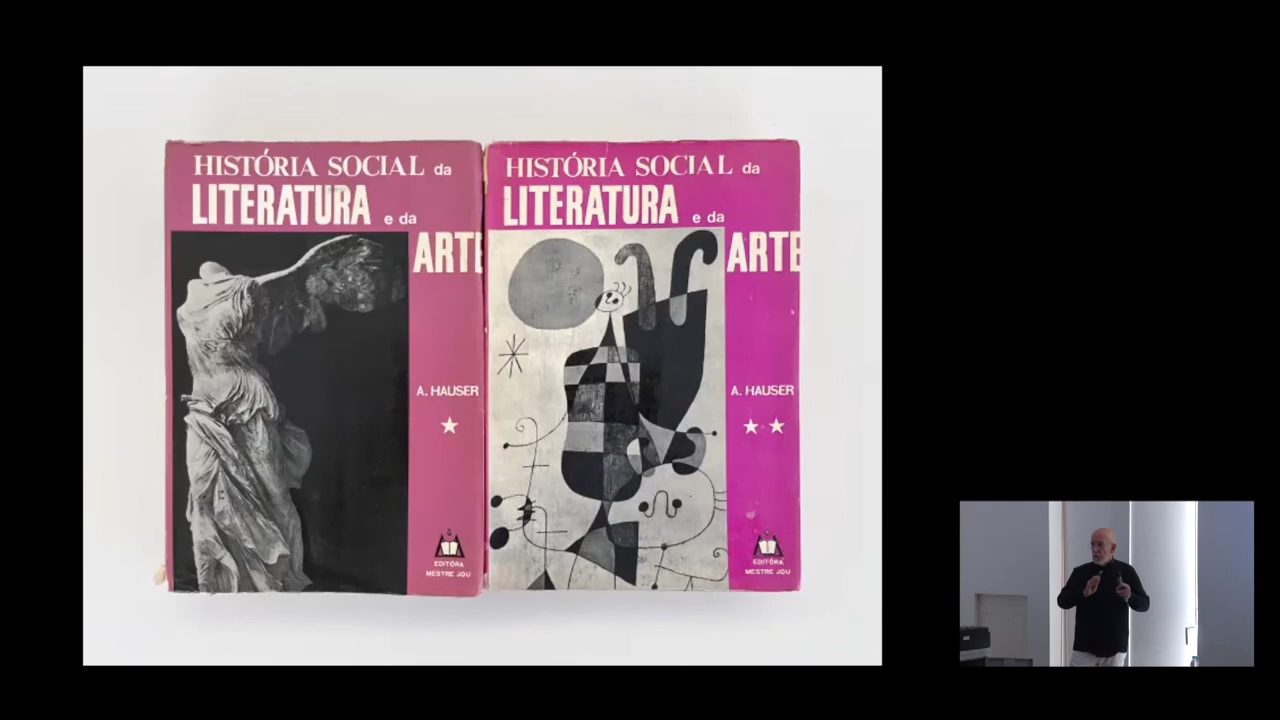 HISTÓRIA SOCIAL da
LITERATURA e da
ARTE
A. HAUSER
EDITÔRA
MESTRE JOU
HISTÓRIA SOCIAL da
LITERATURA e da
ARTE
A. HAUSER
EDITÔRA
MESTRE JOU